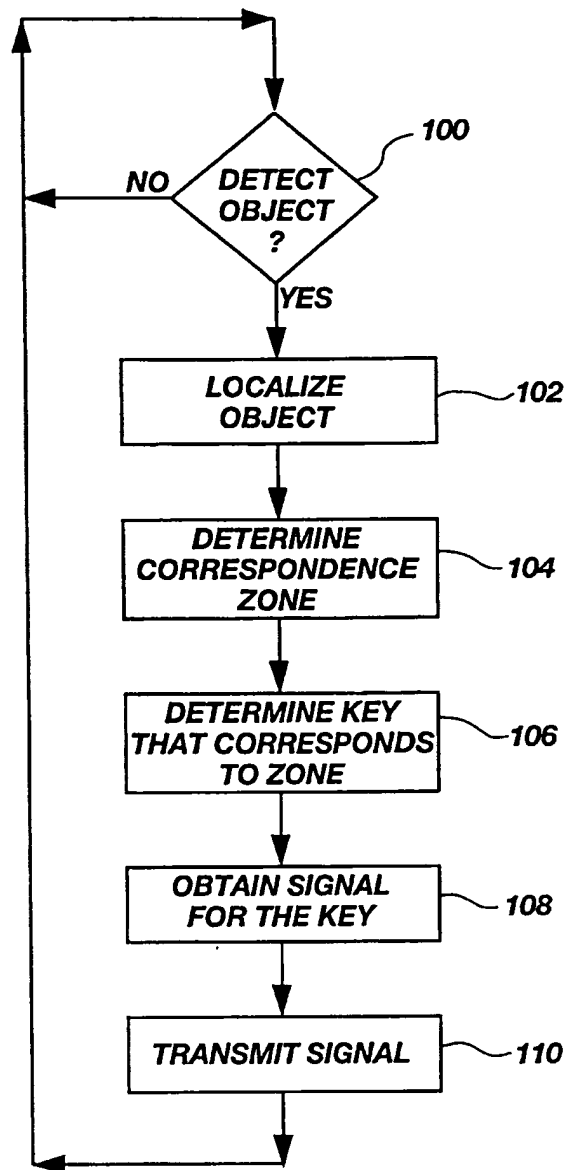 100
DETECT
NO
OBJECT
?
YES
LOCALIZE
OBJECT
102
DETERMINE
CORRESPONDENCE
ZONE
104
DETERMINE KEY
THAT CORRESPONDS
TO ZONE
106
OBTAIN SIGNAL
FOR THE KEY
108
TRANSMIT SIGNAL
110